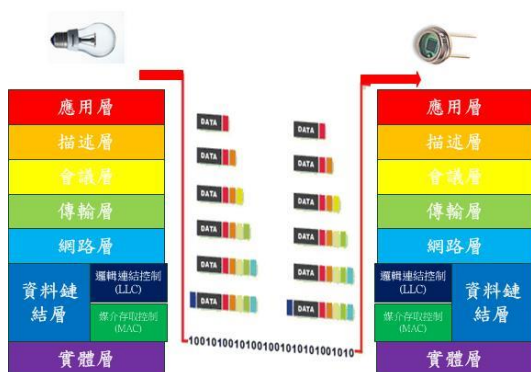 應用層
描述層
會議層
傳輸層
網路層
資料鏈
結層
邏輯連結控制
(LLC)
媒介存取控制
(MAC)
實體層
DATA
DATA
DATA
DATA
DATA
DATA
DATA
DATA
DATA
DATA
DATA
DATA
1001010010100100101010101001010
應用層
描述層
會議層
傳輸層
網路層
邏輯連結控制
(LLC)
媒介存取控制
(MAC)
資料鏈
結層
實體層